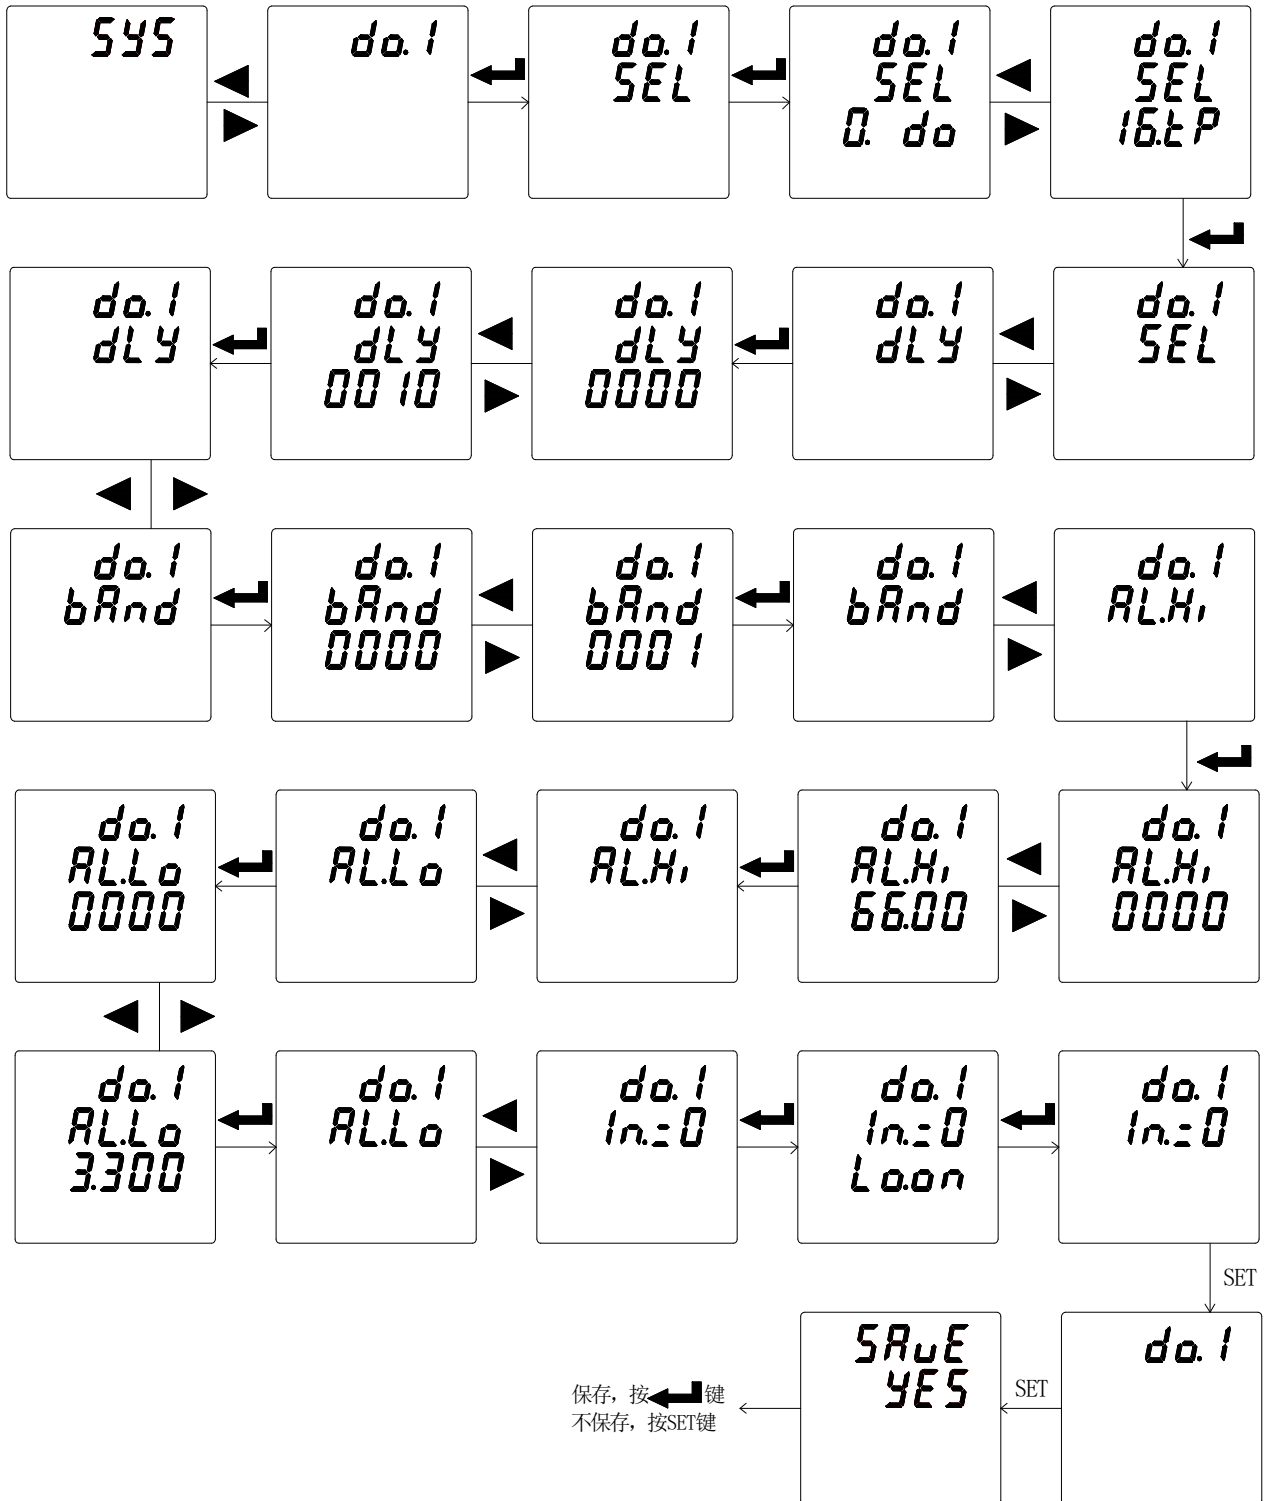 SYS
do.1
do.1
SEL
do.1
SEL
0. do
do.1
SEL
16.tP
do.1
dLY
do.1
dLY
0010
do.1
dLY
0000
do.1
dLY
do.1
SEL
do.1
bAnd
do.1
bAnd
0000
do.1
bAnd
0001
do.1
bAnd
do.1
AL.Hi
do.1
AL.Lo
0000
do.1
AL.Lo
do.1
AL.Hi
do.1
AL.Hi
66.00
do.1
AL.Hi
0000
do.1
AL.Lo
3.300
do.1
AL.Lo
do.1
In.=0
do.1
In.=0
Lo.on
do.1
In.=0
SET
保存，按 键
不保存，按SET键
SAvE
YES
SET
do.1